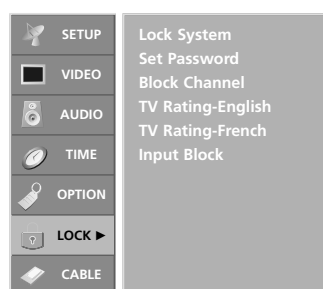 SETUP
VIDEO
AUDIO
TIME
OPTION
LOCK ►
CABLE
Lock System
Set Password
Block Channel
TV Rating-English
TV Rating-French
Input Block